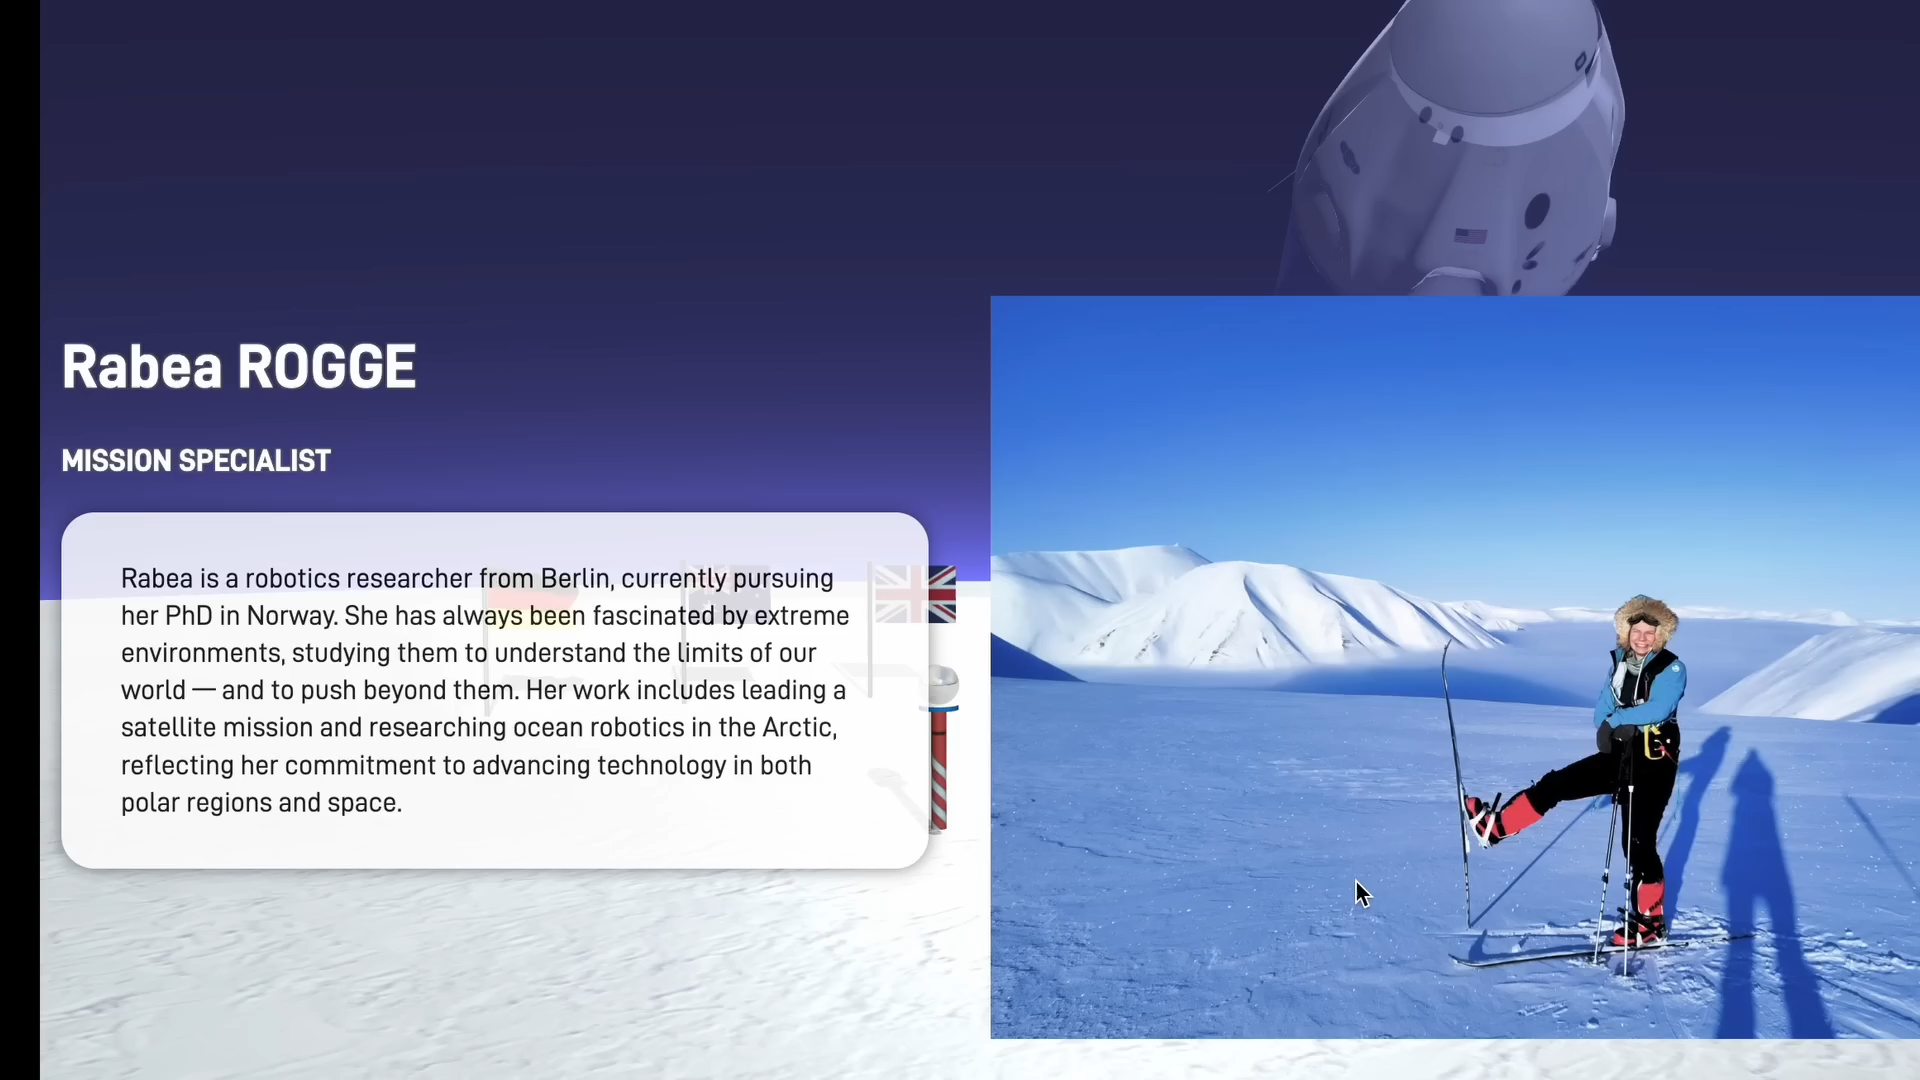 Rabea ROGGE
MISSION SPECIALIST
Rabea is a robotics researcher from Berlin, currently pursuing
her PhD in Norway. She has always been fascinated by extreme
environments, studying them to understand the limits of our
world — and to push beyond them. Her work includes leading a
satellite mission and researching ocean robotics in the Arctic,
reflecting her commitment to advancing technology in both
polar regions and space.